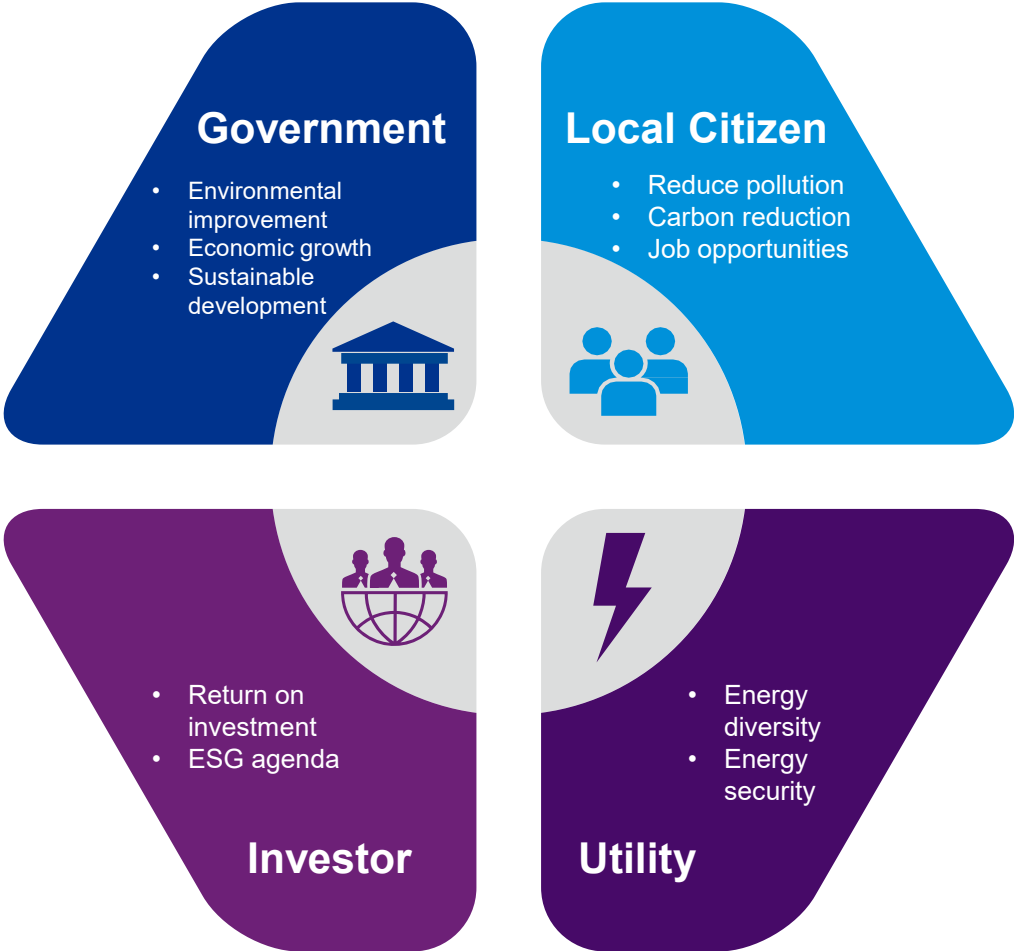 Government
• Environmental
improvement
• Economic growth
• Sustainable
development
Local Citizen
• Reduce pollution
• Carbon reduction
• Job opportunities
• Return on
investment
• ESG agenda
Investor
• Energy
diversity
• Energy
security
Utility